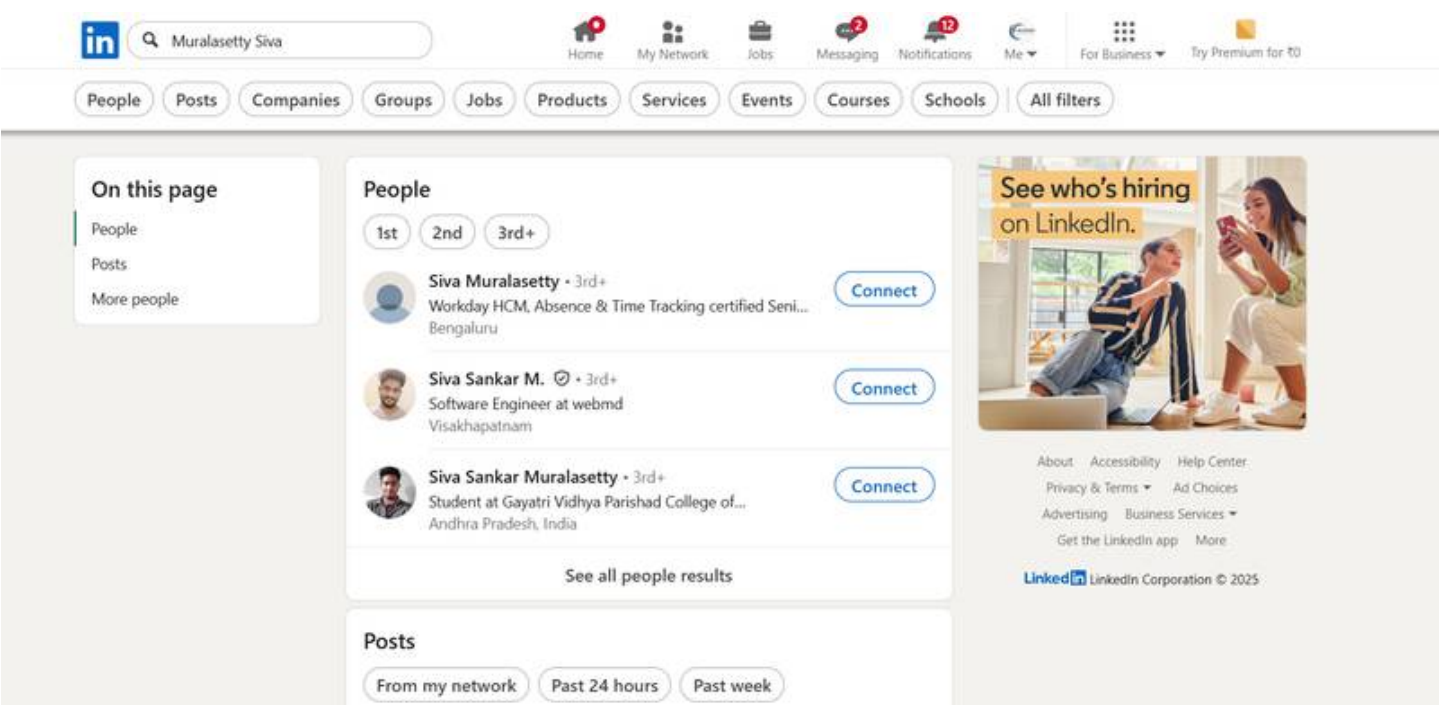 in Muralasetty Siva
Home My Network Jobs 2 Messaging 12 Notifications Me For Business Try Premium for ₹0
People Posts Companies Groups Jobs Products Services Events Courses Schools All filters
On this page
People
Posts
More people
People
1st 2nd 3rd+
Siva Muralasetty • 3rd+
Workday HCM, Absence & Time Tracking certified Seni...
Bengaluru
Connect
Siva Sankar M. • 3rd+
Software Engineer at webmd
Visakhapatnam
Connect
Siva Sankar Muralasetty • 3rd+
Student at Gayatri Vidhya Parishad College of...
Andhra Pradesh, India
Connect
See all people results
Posts
From my network Past 24 hours Past week
See who's hiring
on LinkedIn.
About Accessibility Help Center
Privacy & Terms Ad Choices
Advertising Business Services
Get the LinkedIn app More
Linkedin LinkedIn Corporation © 2025